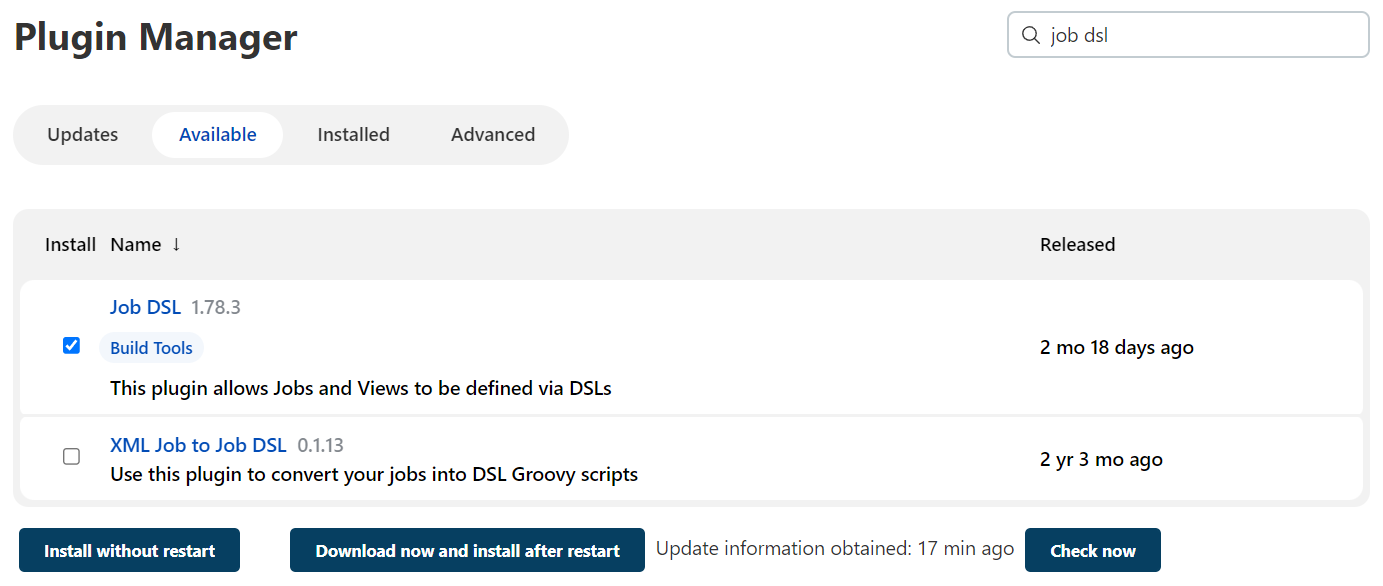 Plugin Manager
job dsl
Updates Available Installed Advanced
Install Name ↓ Released
Job DSL 1.78.3
Build Tools
2 mo 18 days ago
This plugin allows Jobs and Views to be defined via DSLs
XML Job to Job DSL 0.1.13
2 yr 3 mo ago
Use this plugin to convert your jobs into DSL Groovy scripts
Install without restart Download now and install after restart Update information obtained: 17 min ago Check now